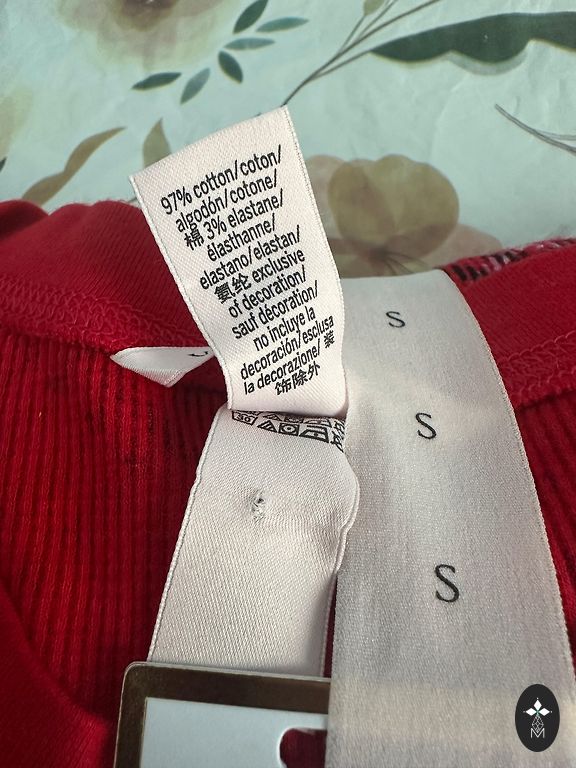 97% cotton/coton/
algodón/cotone/
棉 3% elastane/
élasthanne/
elastano/elastan/
氨纶 exclusive
of decoration/
sauf décoration/
no incluye la
decoración/esclusa
la decorazione/ 装
饰除外
S
S
S